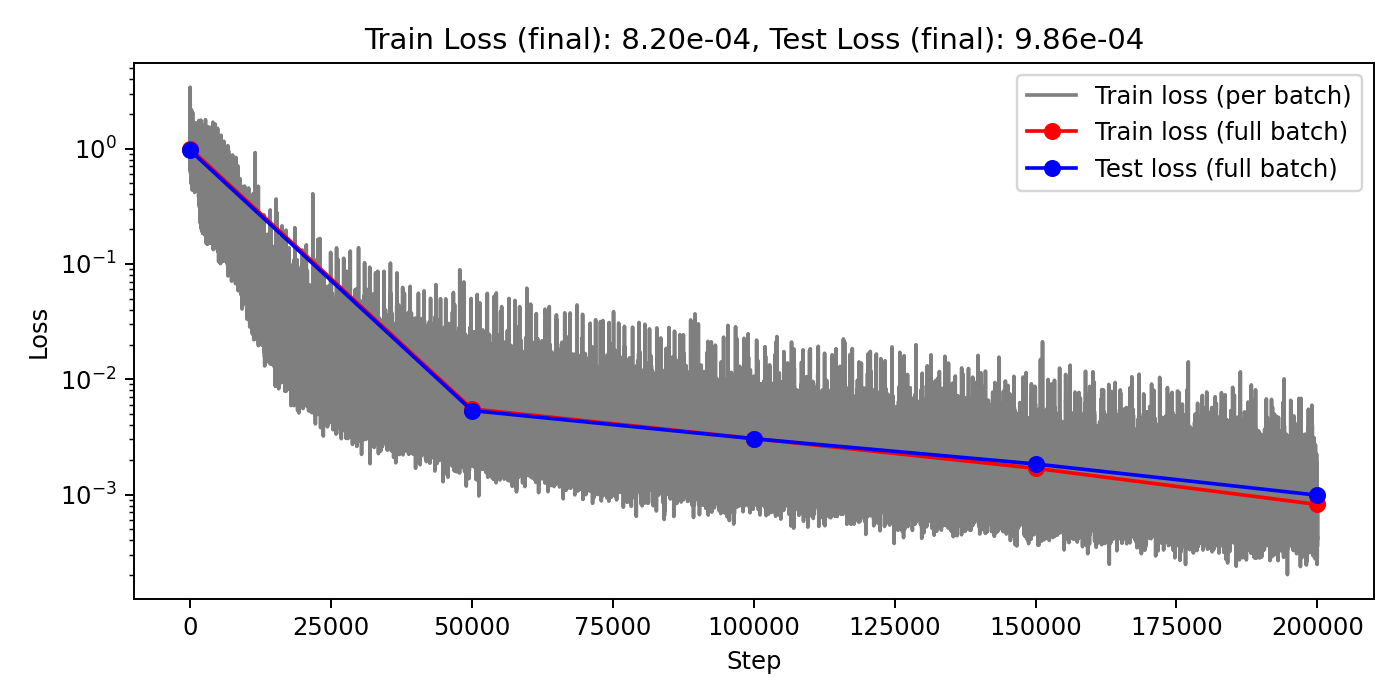 Train Loss (final): 8.20e-04, Test Loss (final): 9.86e-04
Train loss (per batch)
Train loss (full batch)
Test loss (full batch)
Loss
10⁰
10⁻¹
10⁻²
10⁻³
0 25000 50000 75000 100000 125000 150000 175000 200000
Step